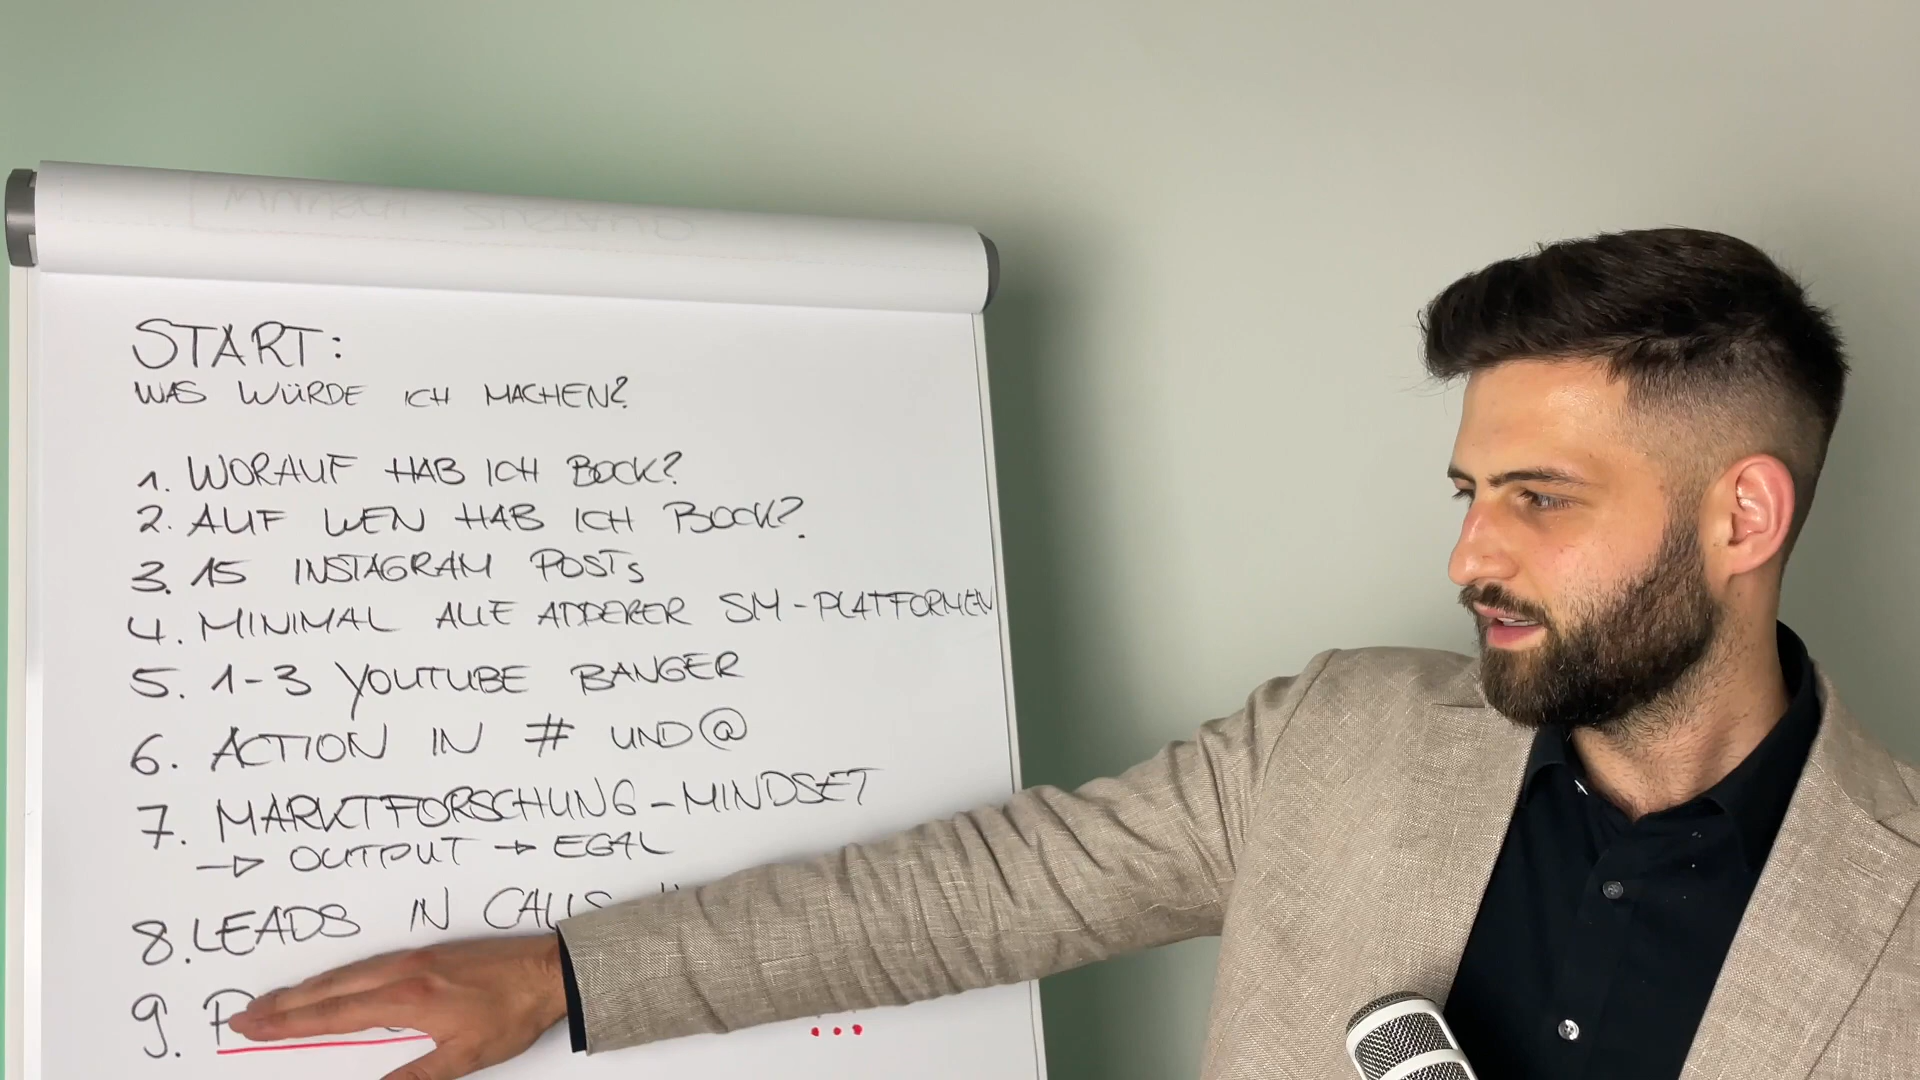 START:
WAS WÜRDE ICH MACHEN?
1. WORAUF HAB ICH BOCK?
2. AUF WEN HAB ICH BOCK?
3. 15 INSTAGRAM POSTS
4. MINIMAL ALLE ANDERER SM-PLATFORMEN
5. 1-3 YOUTUBE BANGER
6. ACTION IN # UND @
7. MARKTFORSCHUNG-MINDSET
→ OUTPUT → EGAL
8. LEADS IN CALLS
9.